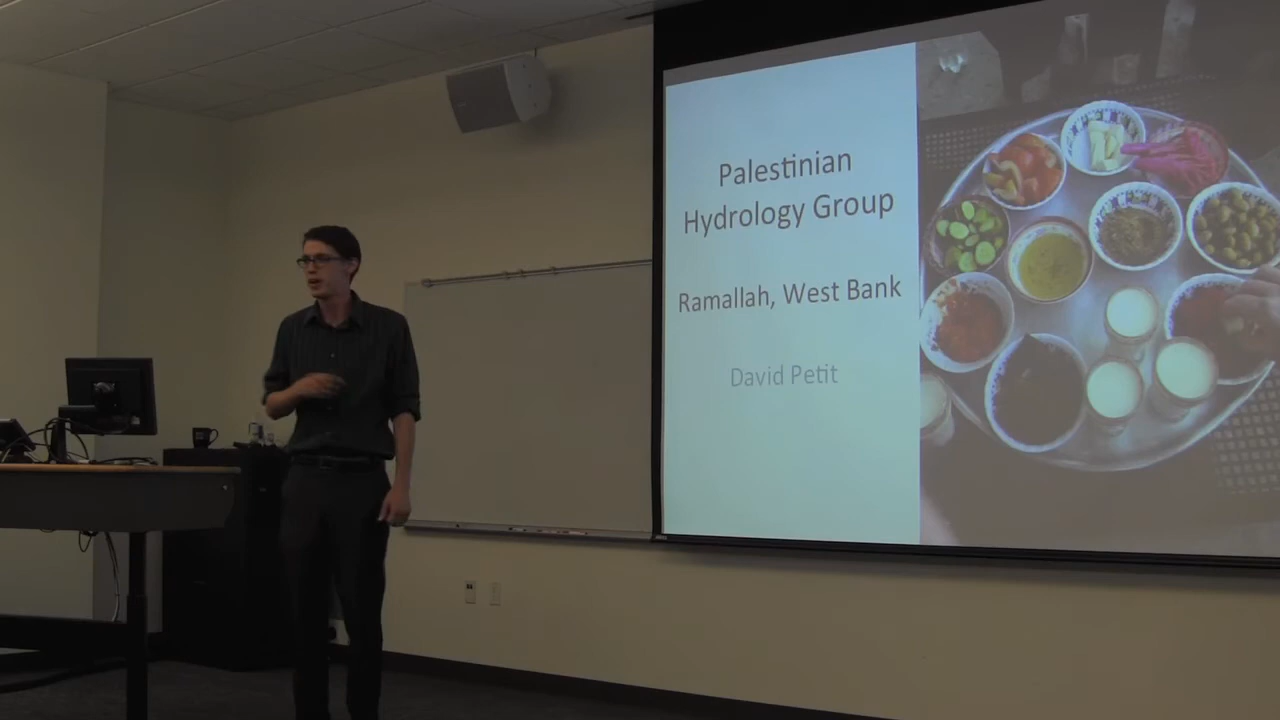 Palestinian
Hydrology Group
Ramallah, West Bank
David Petit